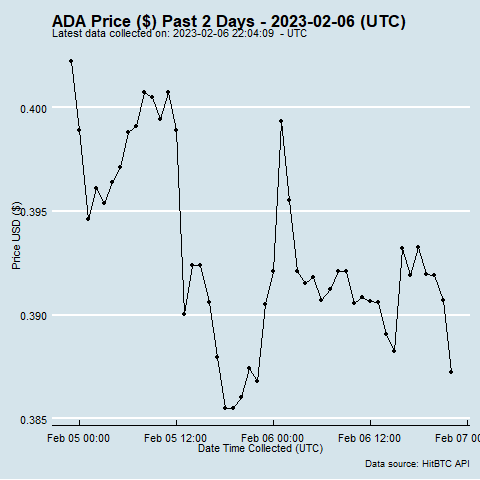 ADA Price ($) Past 2 Days - 2023-02-06 (UTC)
Latest data collected on: 2023-02-06 22:04:09 - UTC
0.400
0.395
0.390
0.385
Price USD ($)
Feb 05 00:00
Feb 05 12:00
Feb 06 00:00
Feb 06 12:00
Feb 07 00
Date Time Collected (UTC)
Data source: HitBTC API